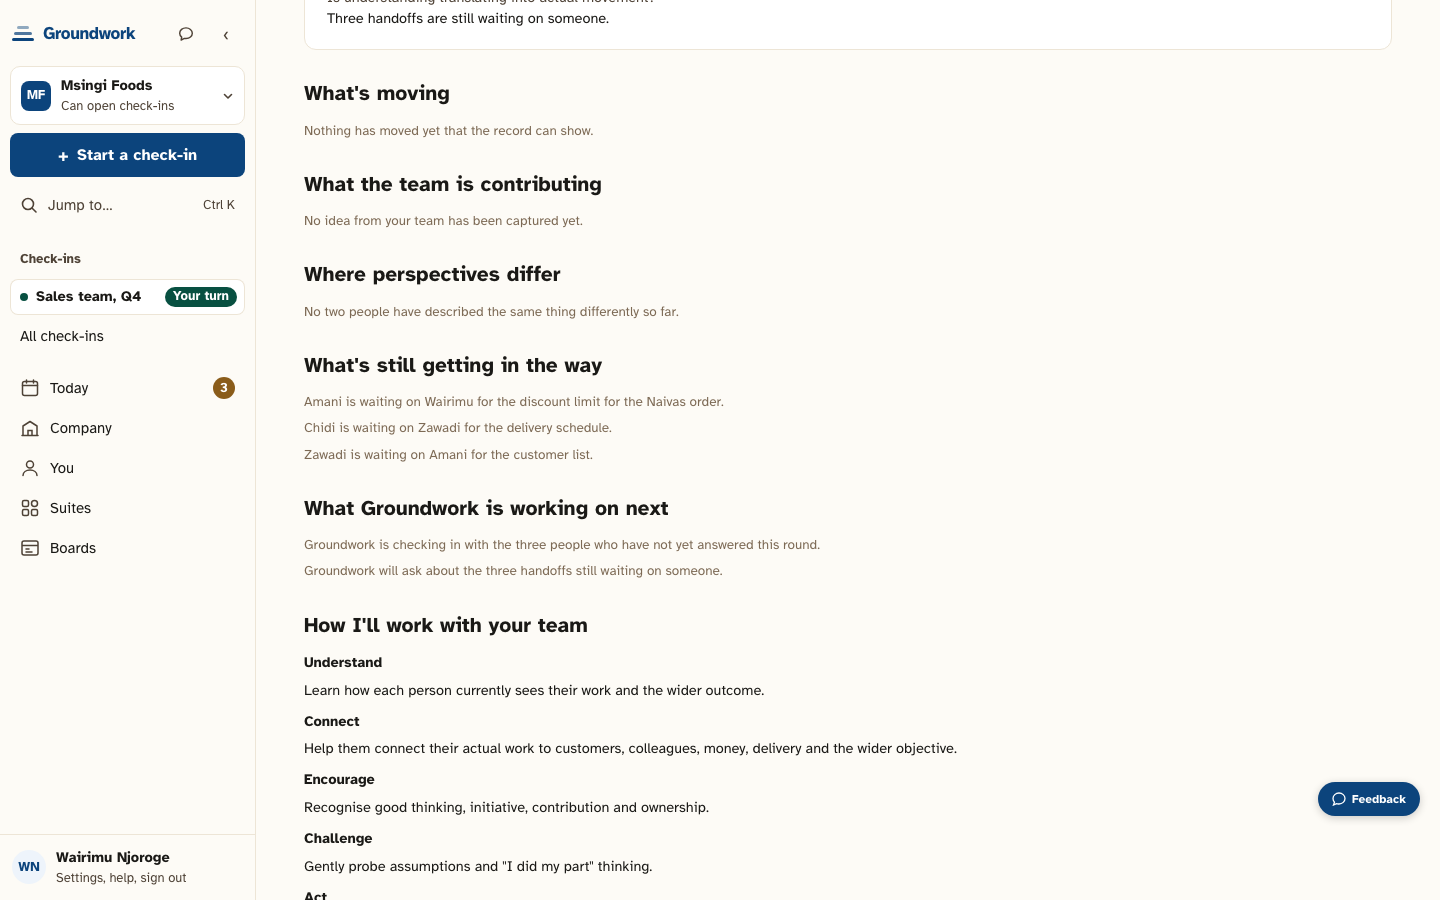 Groundwork
MF
Msingi Foods
Can open check-ins
+ Start a check-in
Jump to...
Ctrl K
Check-ins
Sales team, Q4
Your turn
All check-ins
Today
3
Company
You
Suites
Boards
WN
Wairimu Njoroge
Settings, help, sign out
Is understanding translating into actual movement?
Three handoffs are still waiting on someone.
What's moving
Nothing has moved yet that the record can show.
What the team is contributing
No idea from your team has been captured yet.
Where perspectives differ
No two people have described the same thing differently so far.
What's still getting in the way
Amani is waiting on Wairimu for the discount limit for the Naivas order.
Chidi is waiting on Zawadi for the delivery schedule.
Zawadi is waiting on Amani for the customer list.
What Groundwork is working on next
Groundwork is checking in with the three people who have not yet answered this round.
Groundwork will ask about the three handoffs still waiting on someone.
How I'll work with your team
Understand
Learn how each person currently sees their work and the wider outcome.
Connect
Help them connect their actual work to customers, colleagues, money, delivery and the wider objective.
Encourage
Recognise good thinking, initiative, contribution and ownership.
Challenge
Gently probe assumptions and "I did my part" thinking.
Act
Feedback